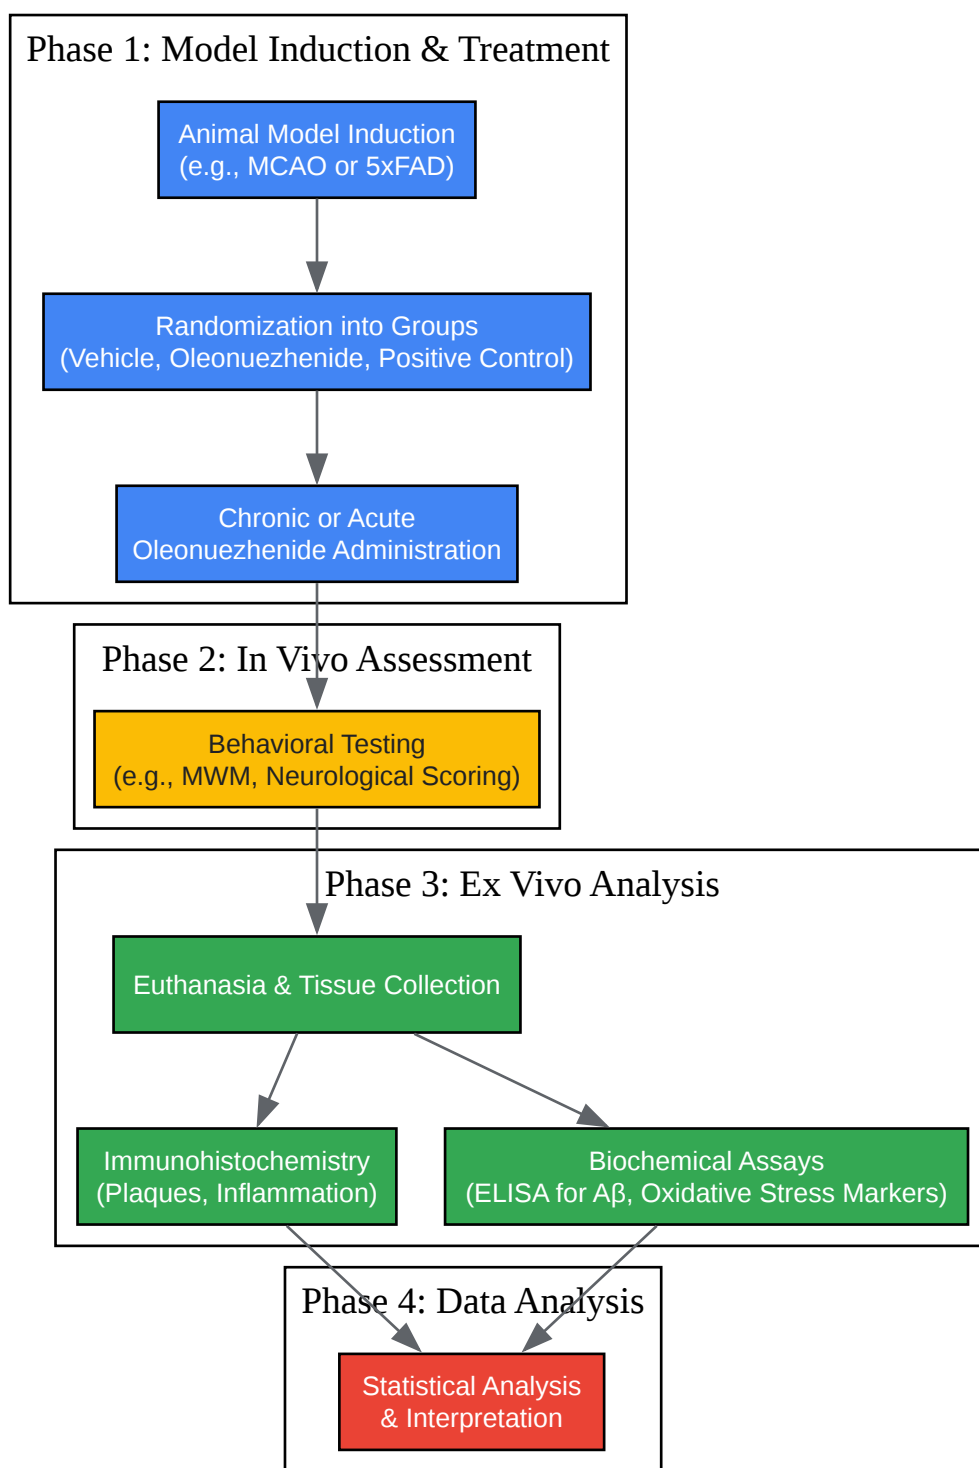 Phase 1: Model Induction & Treatment
Animal Model Induction
(e.g., MCAO or 5xFAD)
Randomization into Groups
(Vehicle, Oleonuezhenide, Positive Control)
Chronic or Acute
Oleonuezhenide Administration
Phase 2: In Vivo Assessment
Behavioral Testing
(e.g., MWM, Neurological Scoring)
Phase 3: Ex Vivo Analysis
Euthanasia & Tissue Collection
Immunohistochemistry
(Plaques, Inflammation)
Biochemical Assays
(ELISA for Aβ, Oxidative Stress Markers)
Phase 4: Data Analysis
Statistical Analysis
& Interpretation